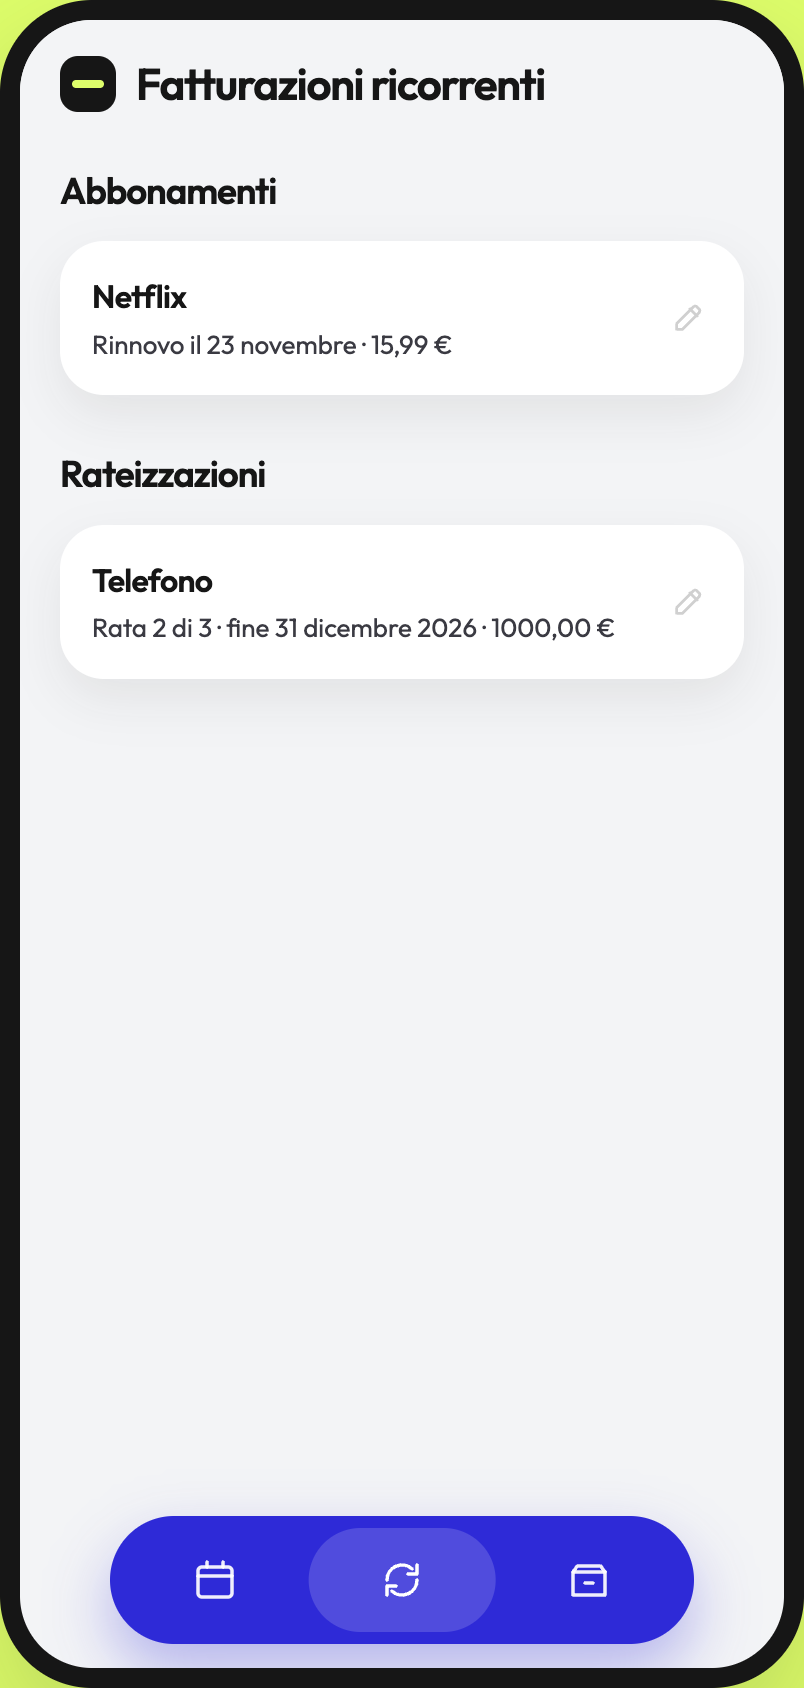 Fatturazioni ricorrenti
Abbonamenti
Netflix
Rinnovo il 23 novembre · 15,99 €
Rateizzazioni
Telefono
Rata 2 di 3 · fine 31 dicembre 2026 · 1000,00 €